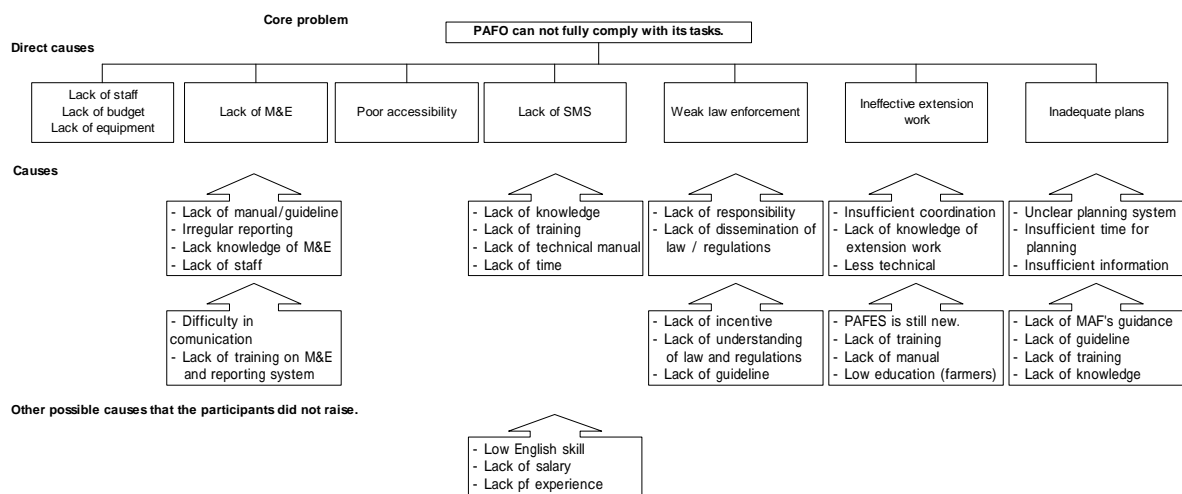 Core problem
PAFO can not fully comply with its tasks.
Direct causes
Lack of staff
Lack of budget
Lack of equipment
Lack of M&E
Poor accessibility
Lack of SMS
Weak law enforcement
Ineffective extension
work
Inadequate plans
Causes
- Lack of manual/guideline
- Irregular reporting
- Lack knowledge of M&E
- Lack of staff
- Lack of knowledge
- Lack of training
- Lack of technical manual
- Lack of time
- Lack of responsibility
- Lack of dissemination of
law / regulations
- Insufficient coordination
- Lack of knowledge of
extension work
- Less technical
- Unclear planning system
- Insufficient time for
planning
- Insufficient information
- Difficulty in
comunication
- Lack of training on M&E
and reporting system
- Lack of incentive
- Lack of understanding
of law and regulations
- Lack of guideline
- PAFES is still new.
- Lack of training
- Lack of manual
- Low education (farmers)
- Lack of MAF's guidance
- Lack of guideline
- Lack of training
- Lack of knowledge
Other possible causes that the participants did not raise.
- Low English skill
- Lack of salary
- Lack pf experience